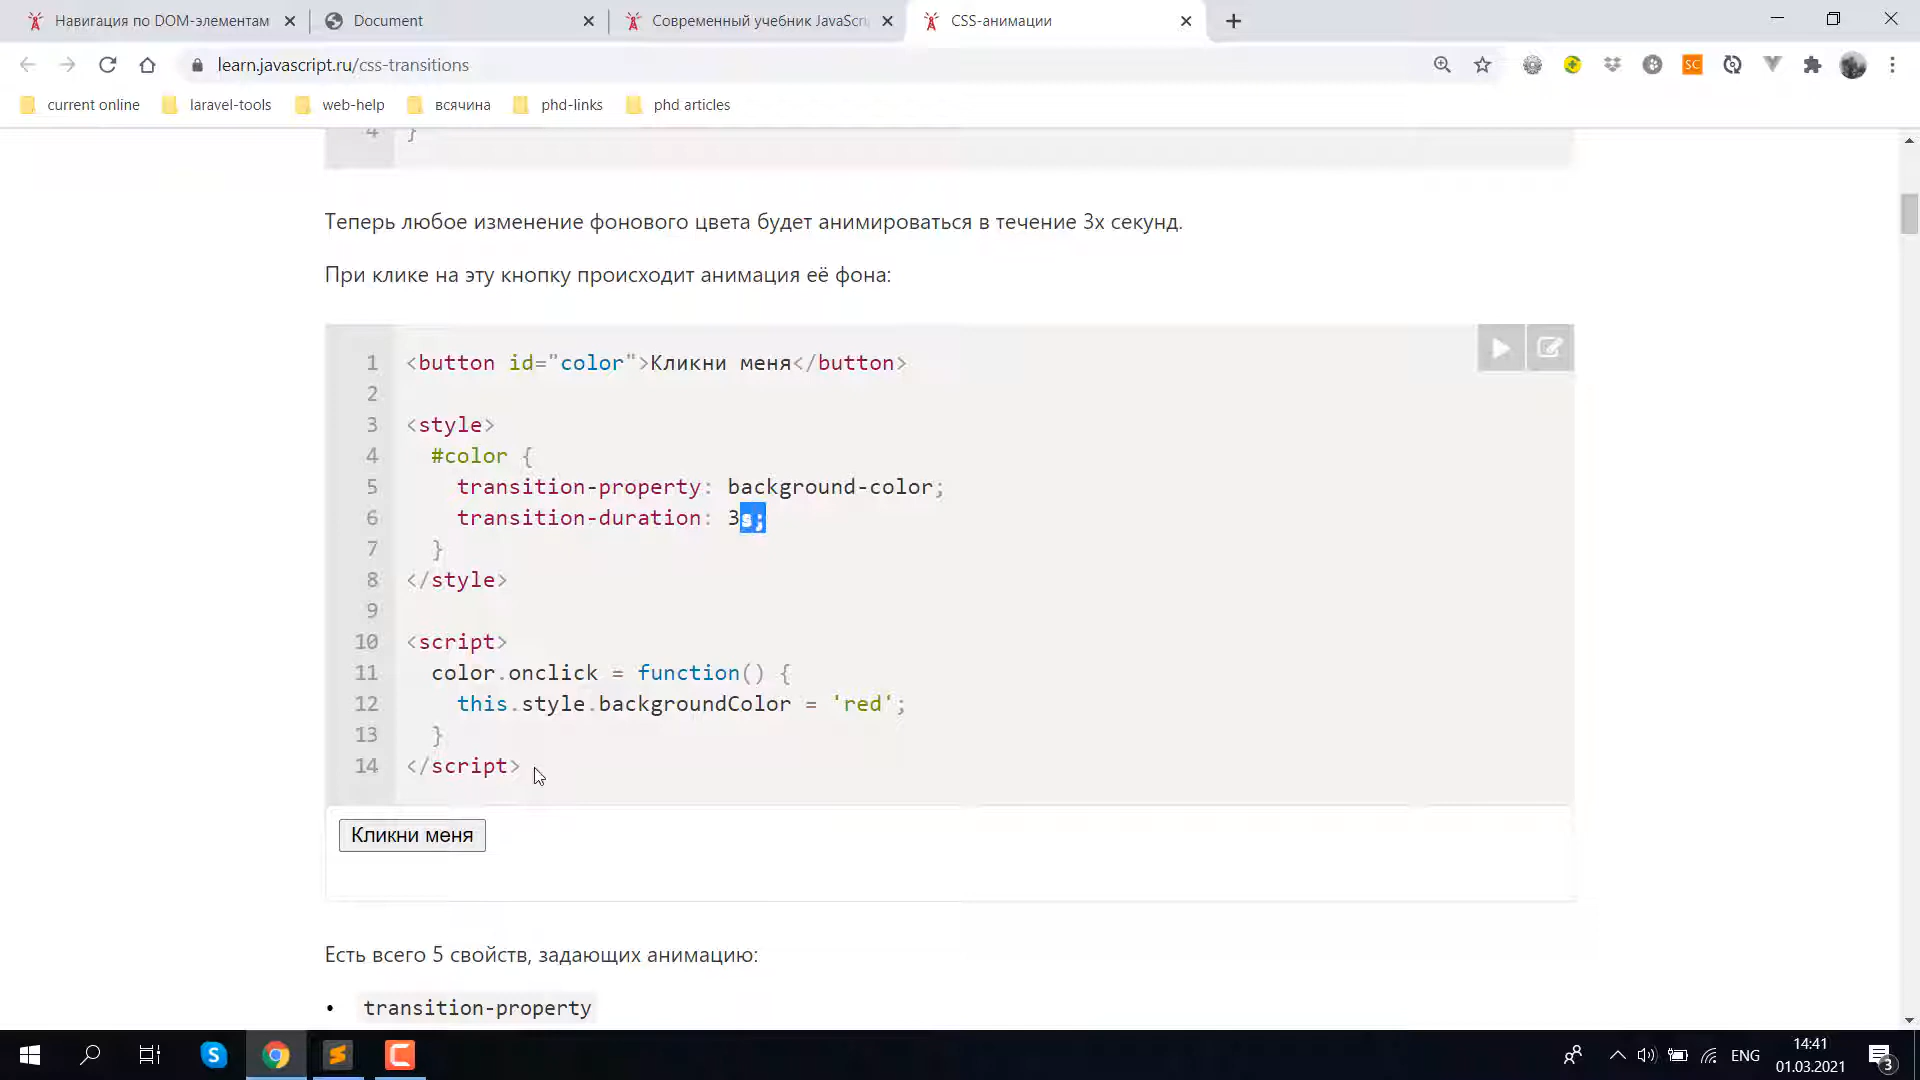 Навигация по DOM-элементам
Document
Современный учебник JavaScri
CSS-анимации
learn.javascript.ru/css-transitions
SC
current online
laravel-tools
web-help
всячина
phd-links
phd articles
4 }
Теперь любое изменение фонового цвета будет анимироваться в течение 3х секунд.
При клике на эту кнопку происходит анимация её фона:
1 <button id="color">Кликни меня</button>
2
3 <style>
4 #color {
5 transition-property: background-color;
6 transition-duration: 3s;
7 }
8 </style>
9
10 <script>
11 color.onclick = function() {
12 this.style.backgroundColor = 'red';
13 }
14 </script>
Кликни меня
Есть всего 5 свойств, задающих анимацию:
• transition-property
ENG
14:41
01.03.2021
3